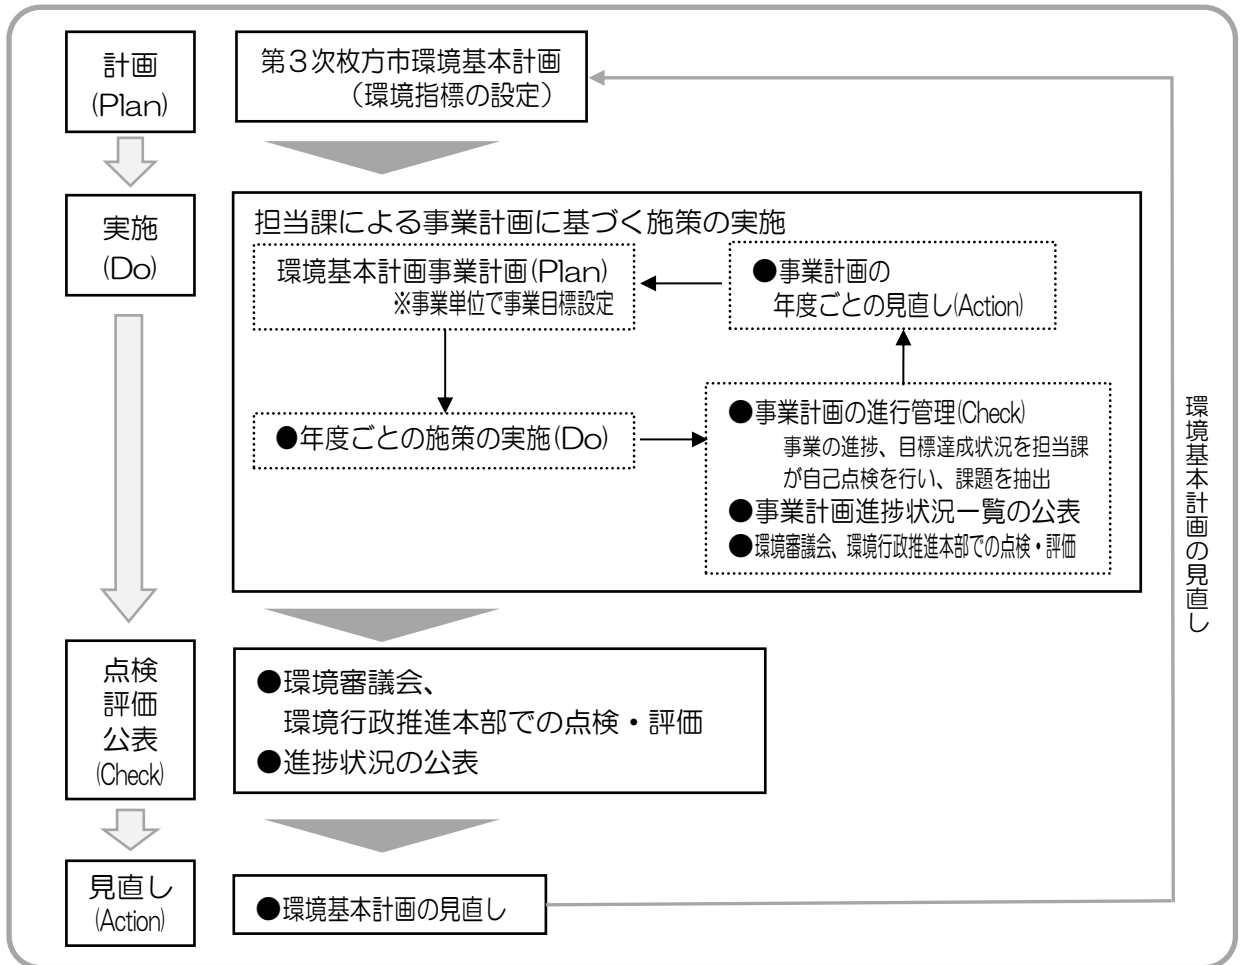 計画
(Plan)
第3次枚方市環境基本計画
(環境指標の設定)
実施
(Do)
担当課による事業計画に基づく施策の実施
環境基本計画事業計画(Plan)
※事業単位で事業目標設定
●事業計画の
年度ごとの見直し(Action)
●年度ごとの施策の実施(Do)
●事業計画の進行管理(Check)
事業の進捗、目標達成状況を担当課
が自己点検を行い、課題を抽出
●事業計画進捗状況一覧の公表
●環境審議会、環境行政推進本部での点検・評価
環境基本計画の見直し
点検
評価
公表
(Check)
●環境審議会、
環境行政推進本部での点検・評価
●進捗状況の公表
見直し
(Action)
●環境基本計画の見直し